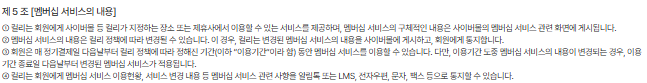 제 5 조 [멤버십 서비스의 내용]
① 컬리는 회원에게 사이버몰 등 컬리가 지정하는 장소 또는 제휴사에서 이용할 수 있는 서비스를 제공하며, 멤버십 서비스의 구체적인 내용은 사이버몰의 멤버십 서비스 관련 화면에 게시됩니다.
② 멤버십 서비스의 내용은 컬리 정책에 따라 변경될 수 있습니다. 이 경우, 컬리는 변경된 멤버십 서비스의 내용을 사이버몰에 게시하고, 회원에게 통지합니다.
③ 회원은 매 정기결제일 다음날부터 컬리 정책에 따라 정해신 기간(이하 “이용기간”이라 함) 동안 멤버십 서비스를 이용할 수 있습니다. 다만, 이용기간 도중 멤버십 서비스의 내용이 변경되는 경우, 이용
기간 종료일 다음날부터 변경된 멤버십 서비스가 적용됩니다.
④ 컬리는 회원에게 멤버십 서비스 이용현황, 서비스 변경 내용 등 멤버십 서비스 관련 사항을 알림톡 또는 LMS, 전자우편, 문자, 팩스 등으로 통지할 수 있습니다.